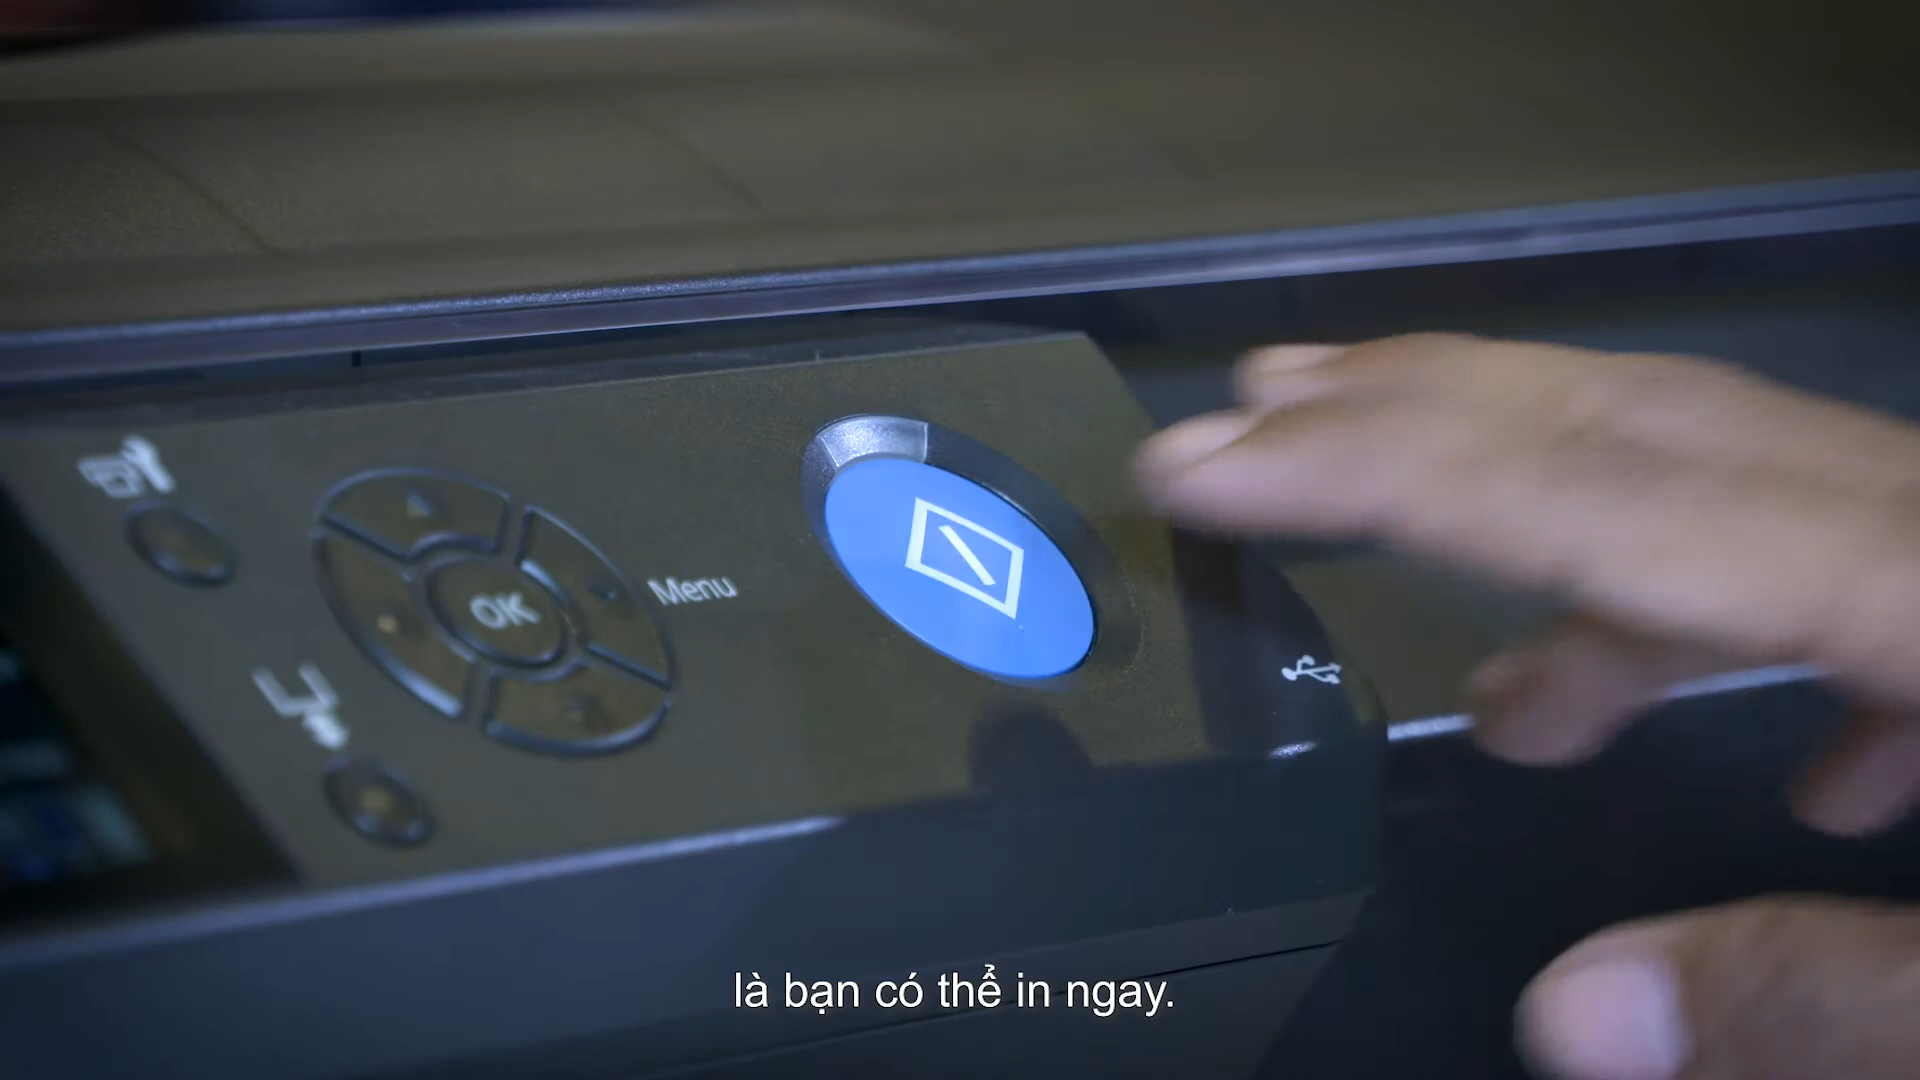 OK
Menu
là bạn có thể in ngay.